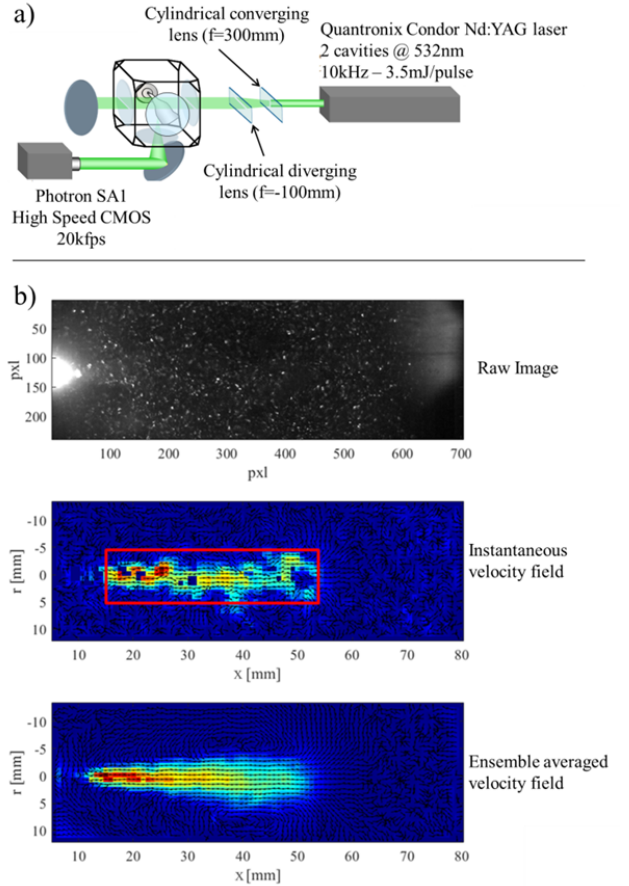 a)
Cylindrical converging
lens (f=300mm)
Quantronix Condor Nd:YAG laser
2 cavities @ 532nm
10kHz – 3.5mJ/pulse
Cylindrical diverging
lens (f=-100mm)
Photron SA1
High Speed CMOS
20kfps
b)
pxl
50
100
150
200
100 200 300 400 500 600 700
pxl
Raw Image
r [mm]
-10
-5
0
5
10
10 20 30 40 50 60 70 80
x [mm]
Instantaneous
velocity field
r [mm]
-10
-5
0
5
10
10 20 30 40 50 60 70 80
x [mm]
Ensemble averaged
velocity field